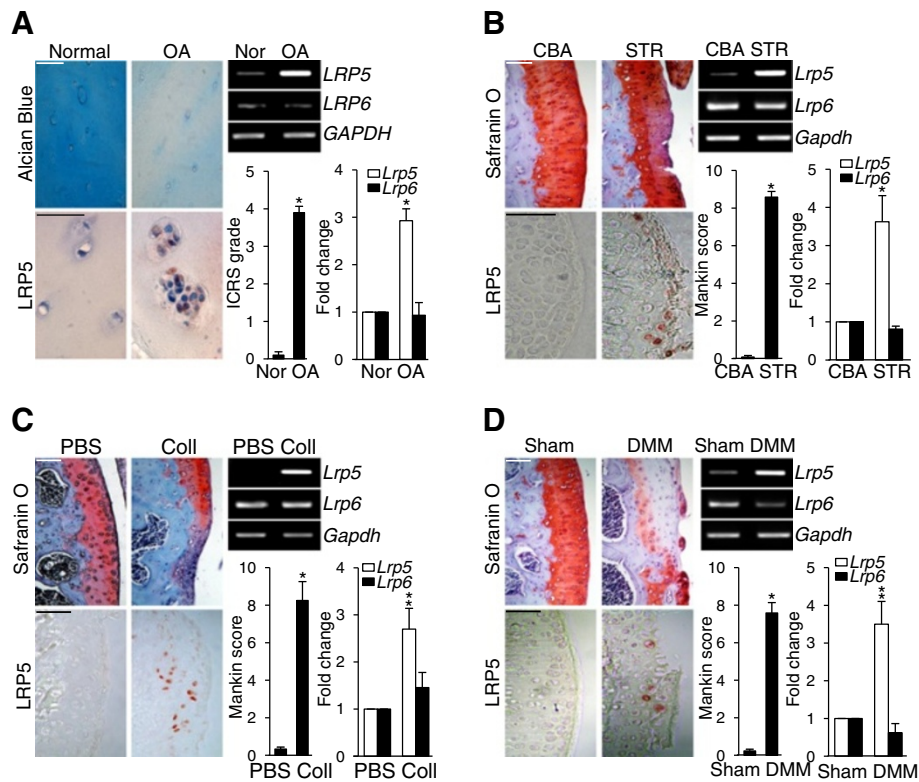 A
Normal OA Nor OA
LRP5
LRP6
GAPDH
Alcian Blue
LRP5
5
4
3
2
1
0
ICRS grade
*
Nor OA
4
3
2
1
0
Fold change
Lrp5
Lrp6
*
Nor OA
B
CBA STR CBA STR
Lrp5
Lrp6
Gapdh
Safranin O
LRP5
10
8
6
4
2
0
Mankin score
*
CBA STR
5
4
3
2
1
0
Fold change
Lrp5
Lrp6
*
CBA STR
C
PBS Coll PBS Coll
Lrp5
Lrp6
Gapdh
Safranin O
LRP5
10
8
6
4
2
0
Mankin score
*
PBS Coll
4
3
2
1
0
Fold change
Lrp5
Lrp6
**
PBS Coll
D
Sham DMM Sham DMM
Lrp5
Lrp6
Gapdh
Safranin O
LRP5
10
8
6
4
2
0
Mankin score
*
Sham DMM
5
4
3
2
1
0
Fold change
Lrp5
Lrp6
**
Sham DMM